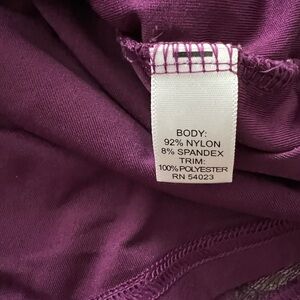 BODY:
92% NYLON
8% SPANDEX
TRIM:
100% POLYESTER
RN 54023